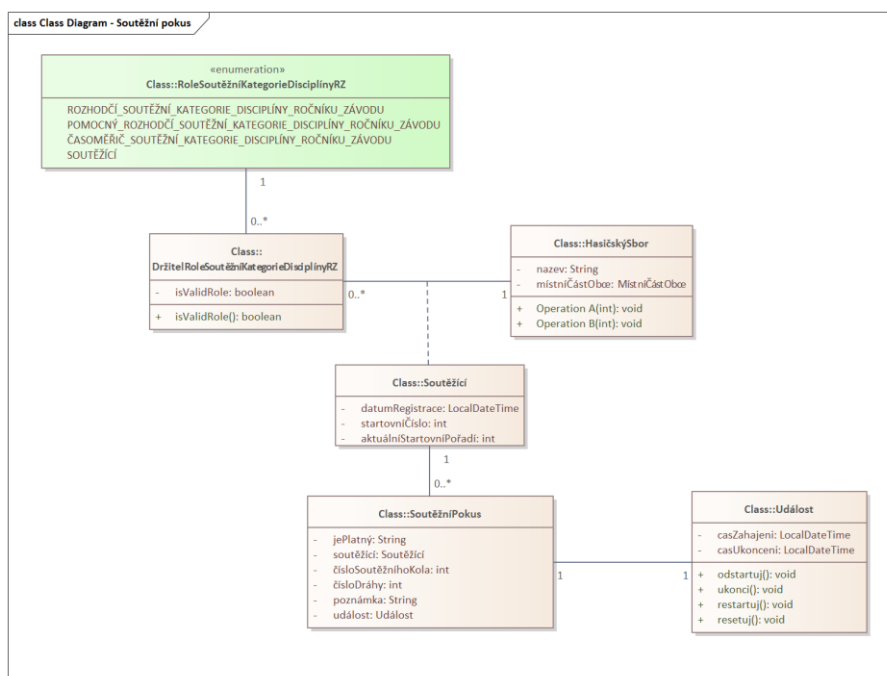 class Class Diagram - Soutěžní pokus
«enumeration»
Class::RoleSoutěžníKategorieDisciplínyRZ
ROZHODČÍ_SOUTĚŽNÍ_KATEGORIE_DISCIPLÍNY_ROČNÍKU_ZÁVODU
POMOCNÝ_ROZHODČÍ_SOUTĚŽNÍ_KATEGORIE_DISCIPLÍNY_ROČNÍKU_ZÁVODU
ČASOMĚŘIČ_SOUTĚŽNÍ_KATEGORIE_DISCIPLÍNY_ROČNÍKU_ZÁVODU
SOUTĚŽÍCÍ
1
0..*
Class::
DržitelRoleSoutěžníKategorieDisciplínyRZ
- isValidRole: boolean
+ isValidRole(): boolean
0..*
1
Class::HasičskýSbor
- nazev: String
- místníČástObce: MístníČástObce
+ Operation A(int): void
+ Operation B(int): void
Class::Soutěžící
- datumRegistrace: LocalDateTime
- startovníČíslo: int
- aktuálníStartovníPořadí: int
1
0..*
Class::SoutěžníPokus
- jePlatný: String
- soutěžící: Soutěžící
- čísloSoutěžníhoKola: int
- čísloDráhy: int
- poznámka: String
- událost: Událost
1
1
Class::Událost
- casZahajeni: LocalDateTime
- casUkonceni: LocalDateTime
+ odstartuj(): void
+ ukonci(): void
+ restartuj(): void
+ resetuj(): void